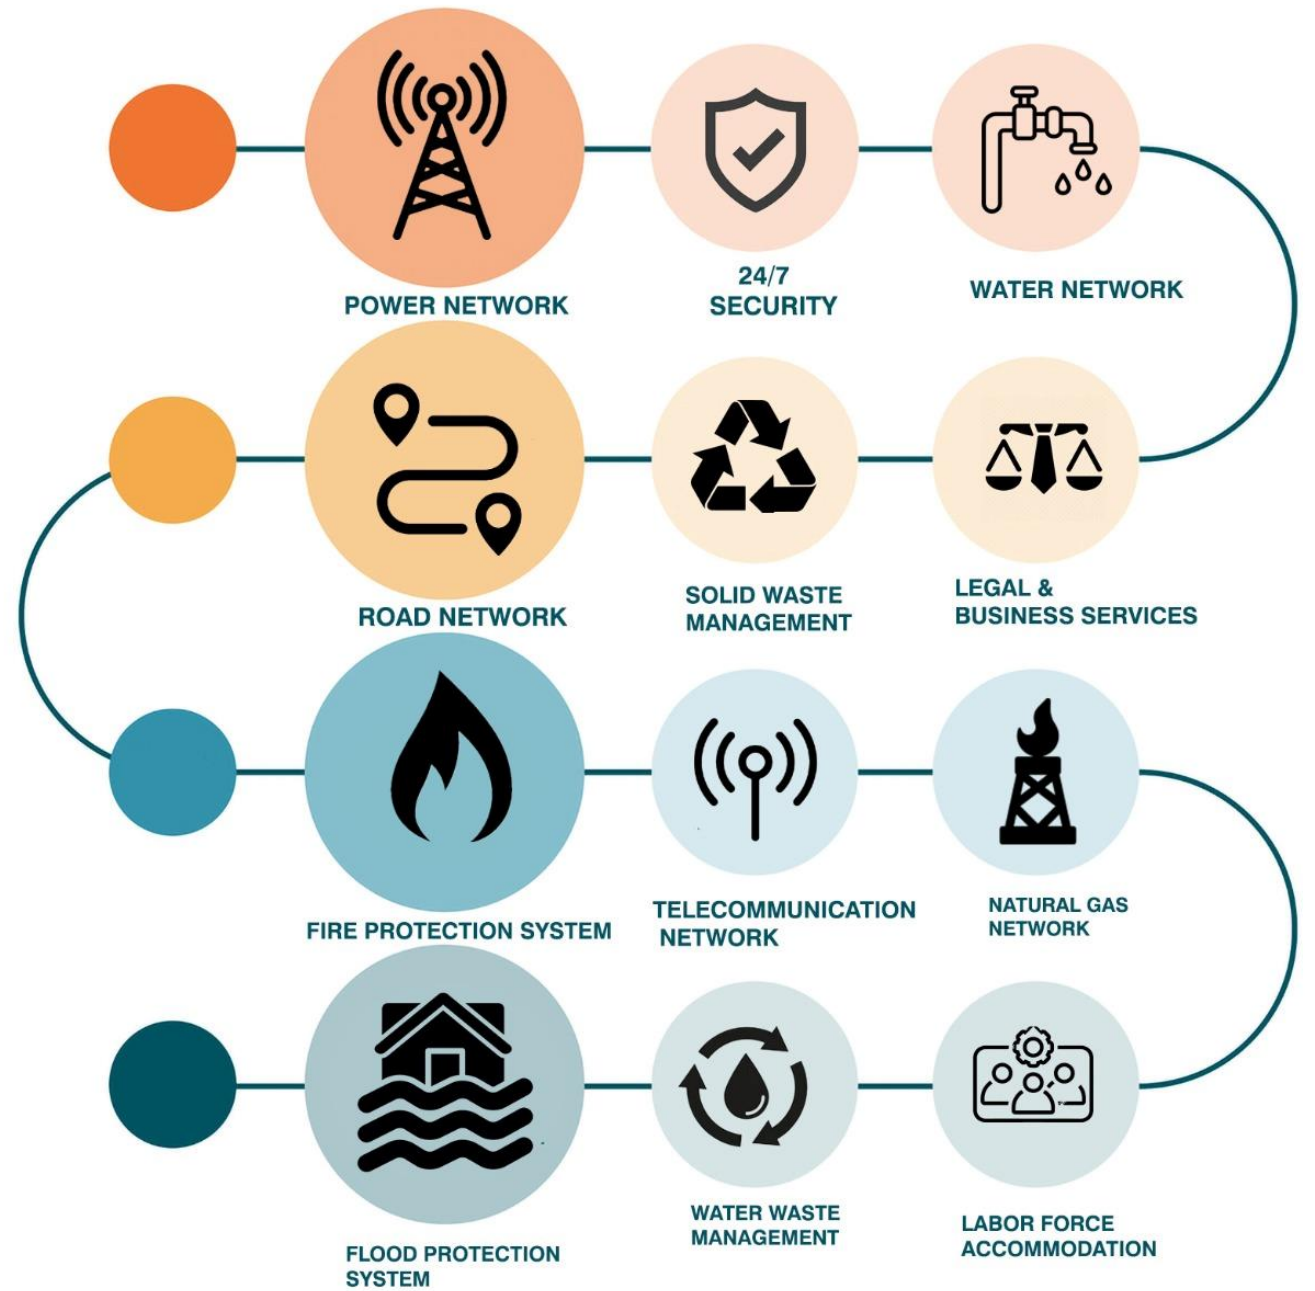 POWER NETWORK
24/7
SECURITY
WATER NETWORK
ROAD NETWORK
SOLID WASTE
MANAGEMENT
LEGAL &
BUSINESS SERVICES
FIRE PROTECTION SYSTEM
TELECOMMUNICATION
NETWORK
NATURAL GAS
NETWORK
FLOOD PROTECTION
SYSTEM
WATER WASTE
MANAGEMENT
LABOR FORCE
ACCOMMODATION